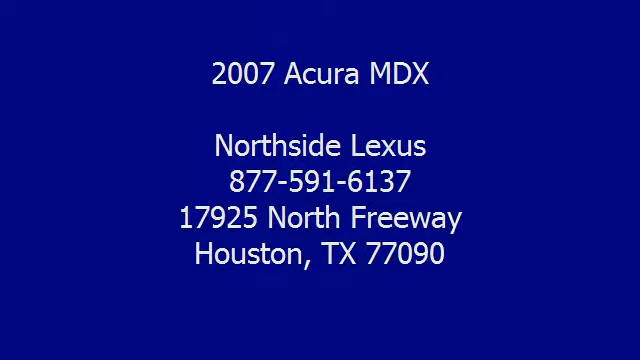 2007 Acura MDX
Northside Lexus
877-591-6137
17925 North Freeway
Houston, TX 77090